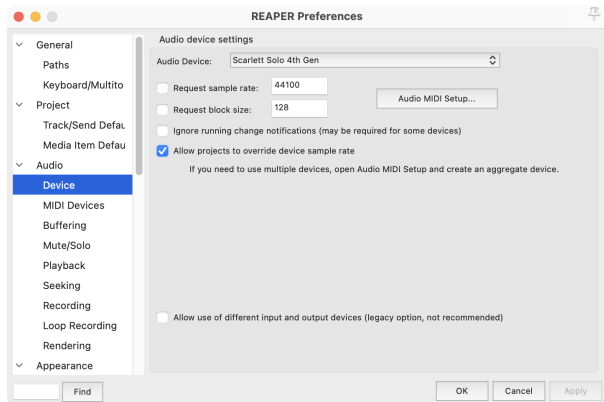 REAPER Preferences
General
Paths
Keyboard/Multito
Project
Track/Send Defau
Media Item Defau
Audio
Device
MIDI Devices
Buffering
Mute/Solo
Playback
Seeking
Recording
Loop Recording
Rendering
Appearance
Find
Audio device settings
Audio Device: Scarlett Solo 4th Gen
Request sample rate: 44100
Request block size: 128
Audio MIDI Setup...
Ignore running change notifications (may be required for some devices)
Allow projects to override device sample rate
If you need to use multiple devices, open Audio MIDI Setup and create an aggregate device.
Allow use of different input and output devices (legacy option, not recommended)
OK Cancel Apply